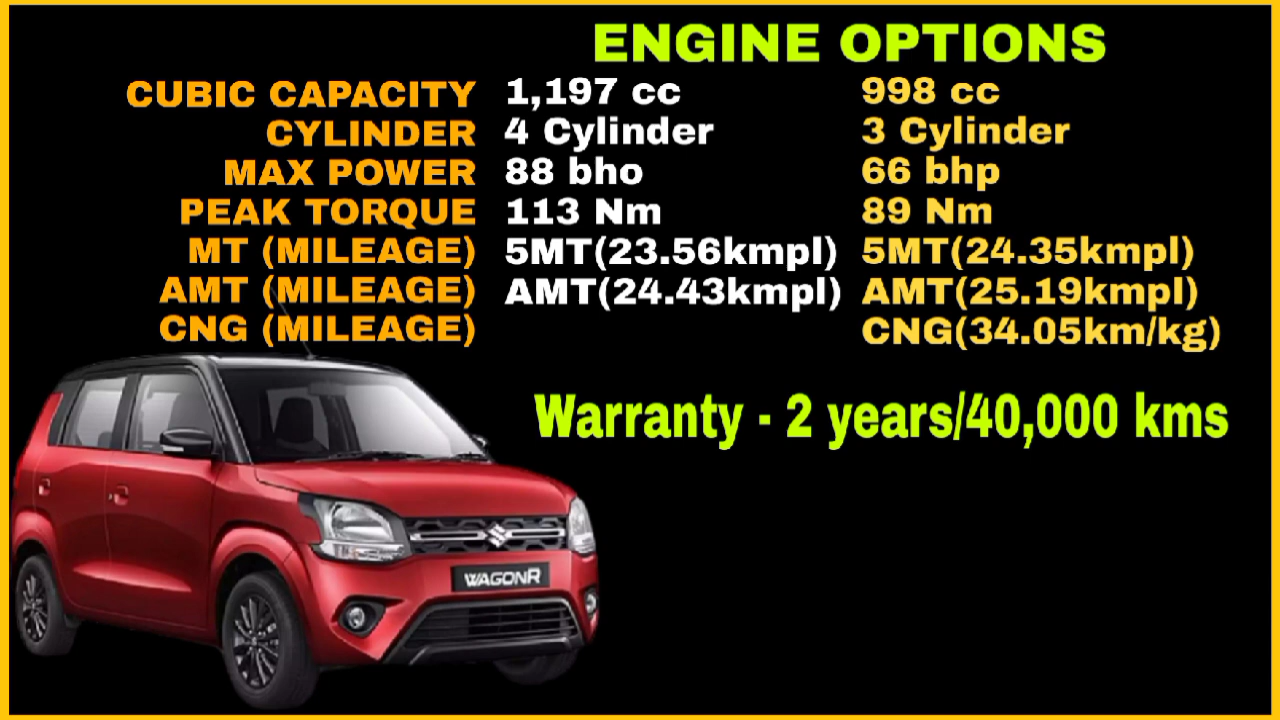 ENGINE OPTIONS
CUBIC CAPACITY 1,197 cc 998 cc
CYLINDER 4 Cylinder 3 Cylinder
MAX POWER 88 bho 66 bhp
PEAK TORQUE 113 Nm 89 Nm
MT (MILEAGE) 5MT(23.56kmpl) 5MT(24.35kmpl)
AMT (MILEAGE) AMT(24.43kmpl) AMT(25.19kmpl)
CNG (MILEAGE) CNG(34.05km/kg)
Warranty - 2 years/40,000 kms
WAGONR